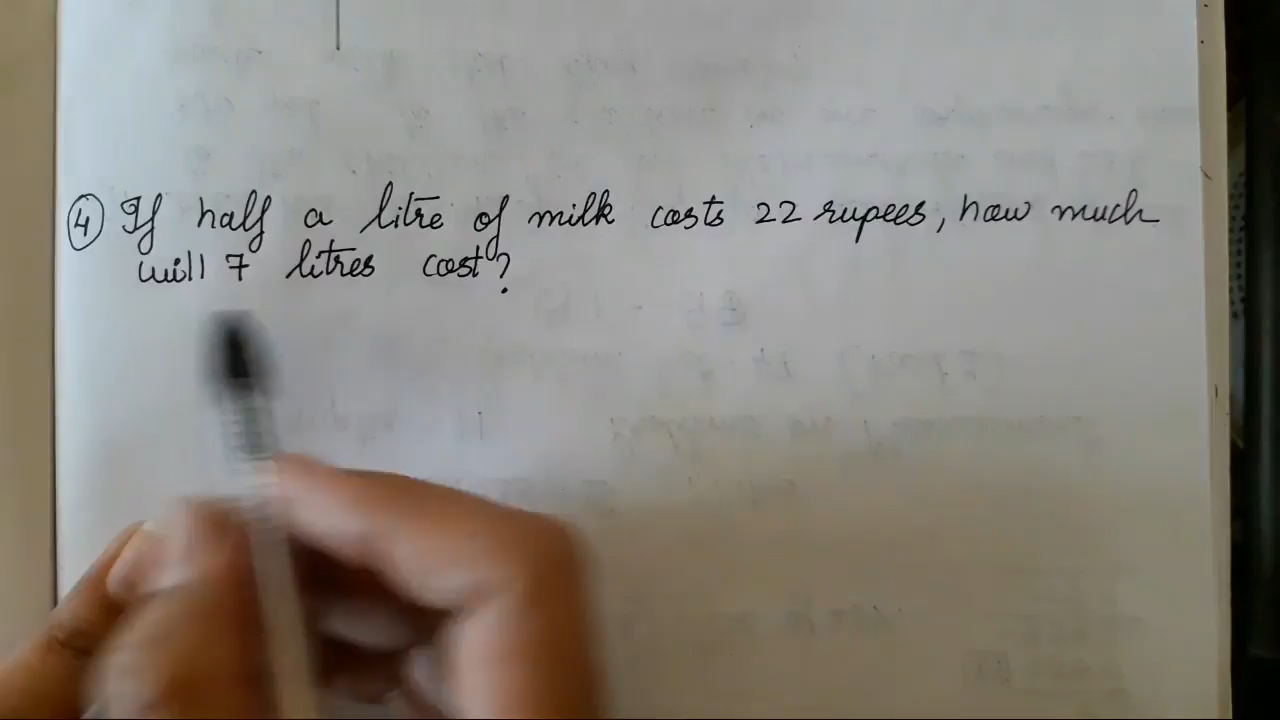 ④ If half a litre of milk costs 22 rupees, how much
will 7 litres cost?